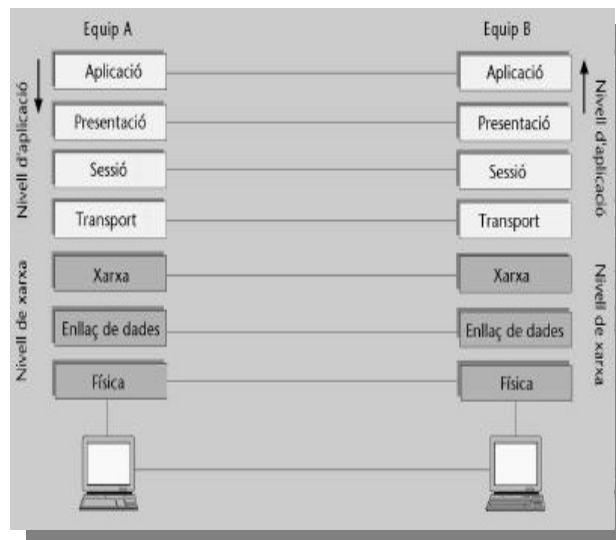 Equip A
Equip B
Aplicació
Aplicació
Presentació
Presentació
Sessió
Sessió
Transport
Transport
Xarxa
Xarxa
Enllaç de dades
Enllaç de dades
Física
Física
Nivell d'aplicació
Nivell de xarxa
Nivell d'aplicació
Nivell de xarxa